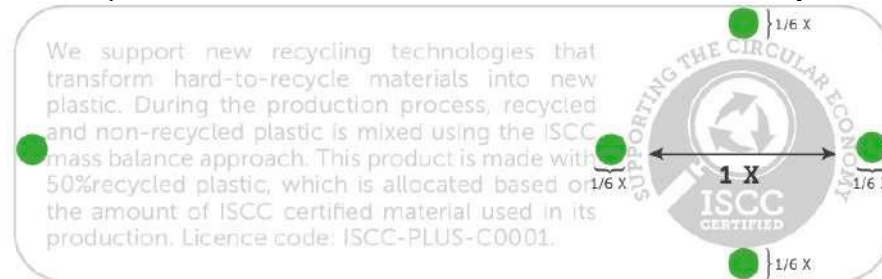 We support new recycling technologies that
transform hard-to-recycle materials into new
plastic. During the production process, recycled
and non-recycled plastic is mixed using the ISCC
mass balance approach. This product is made with
50%recycled plastic, which is allocated based on
the amount of ISCC certified material used in its
production. Licence code: ISCC-PLUS-C0001.
1/6 X
SUPPORTING THE CIRCULAR ECONOMY
1/6 X
1 X
1/6 X
ISCC
CERTIFIED
1/6 X